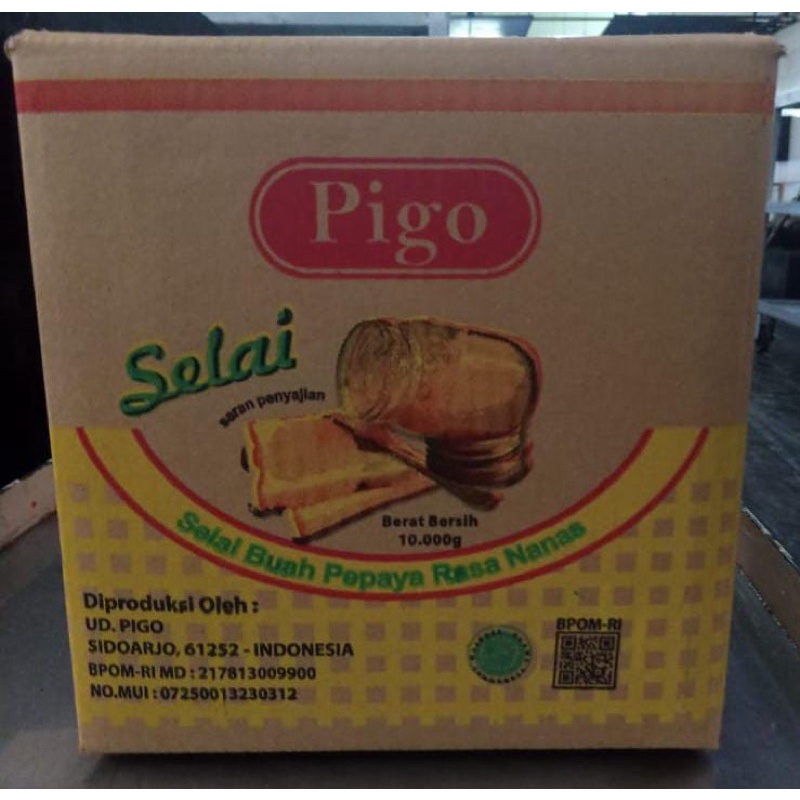 Pigo
Selai
saran penyajian
Berat Bersih
10.000g
Selai Buah Pepaya Rasa Nanas
Diproduksi Oleh :
UD. PIGO
SIDOARJO, 61252 - INDONESIA
BPOM-RI MD : 217813009900
NO.MUI : 07250013230312
BPOM-RI